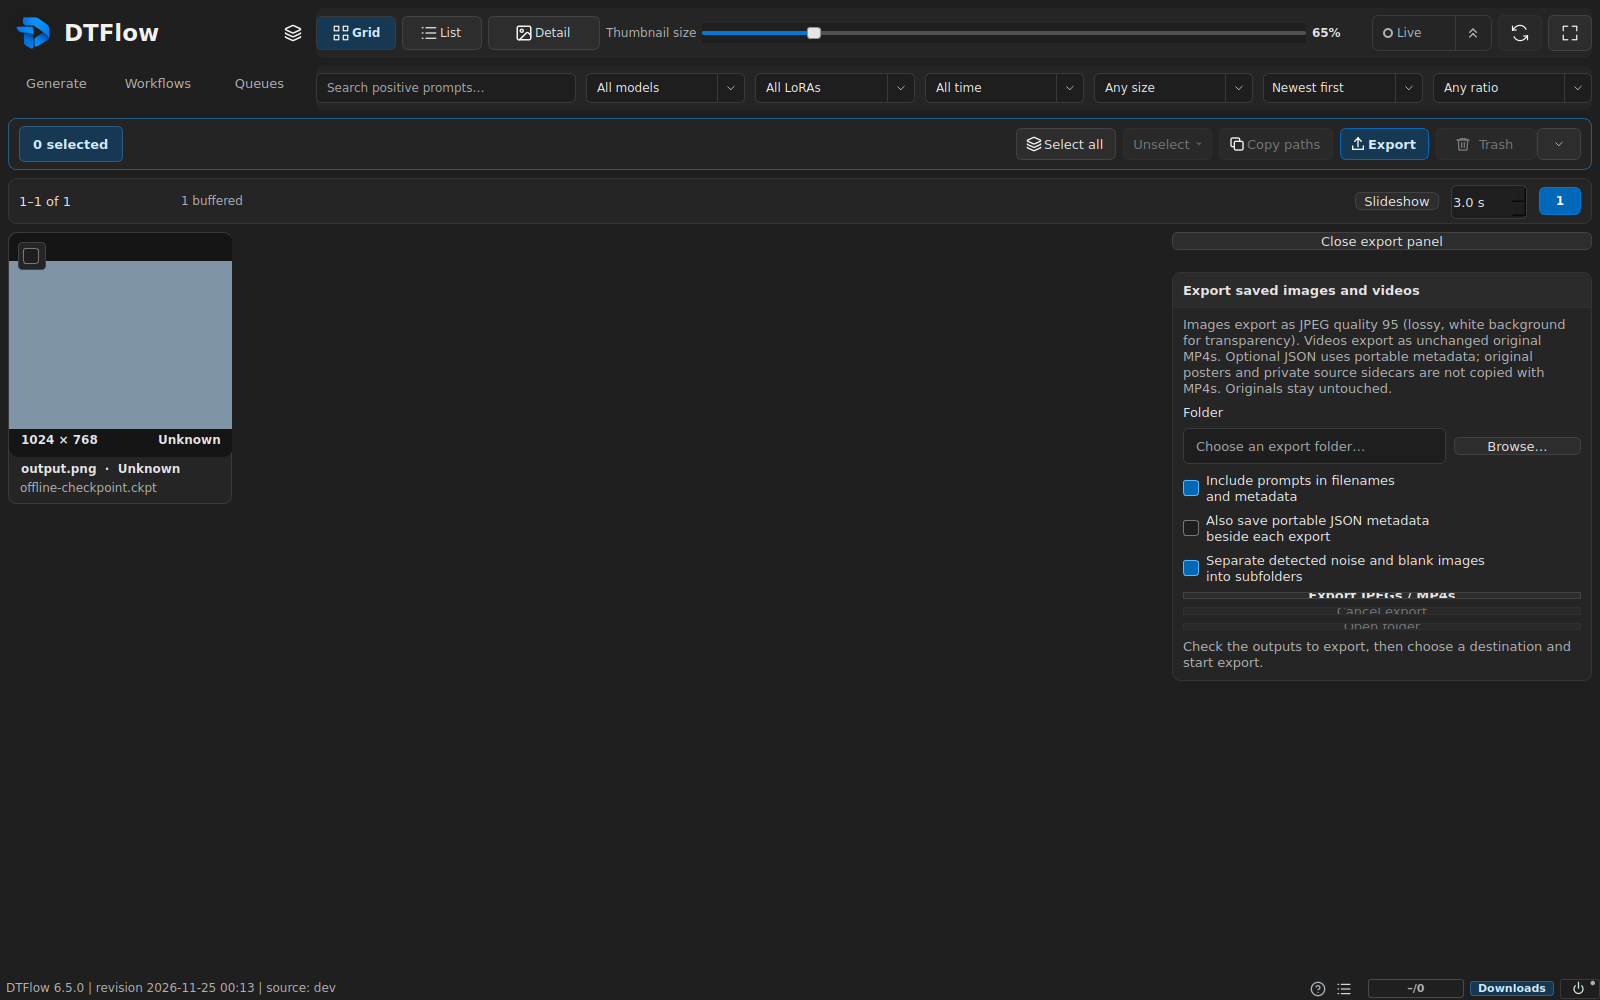 DTFlow
Grid
List
Detail
Thumbnail size
65%
Live
Generate
Workflows
Queues
Search positive prompts...
All models
All LoRAs
All time
Any size
Newest first
Any ratio
0 selected
Select all
Unselect
Copy paths
Export
Trash
1–1 of 1
1 buffered
Slideshow
3.0 s
1
1024 × 768
Unknown
output.png · Unknown
offline-checkpoint.ckpt
Close export panel
Export saved images and videos
Images export as JPEG quality 95 (lossy, white background
for transparency). Videos export as unchanged original
MP4s. Optional JSON uses portable metadata; original
posters and private source sidecars are not copied with
MP4s. Originals stay untouched.
Folder
Choose an export folder...
Browse...
Include prompts in filenames
and metadata
Also save portable JSON metadata
beside each export
Separate detected noise and blank images
into subfolders
Export JPEGs / MP4s
Cancel export
Open folder
Check the outputs to export, then choose a destination and
start export.
DTFlow 6.5.0 | revision 2026-11-25 00:13 | source: dev
–/0
Downloads